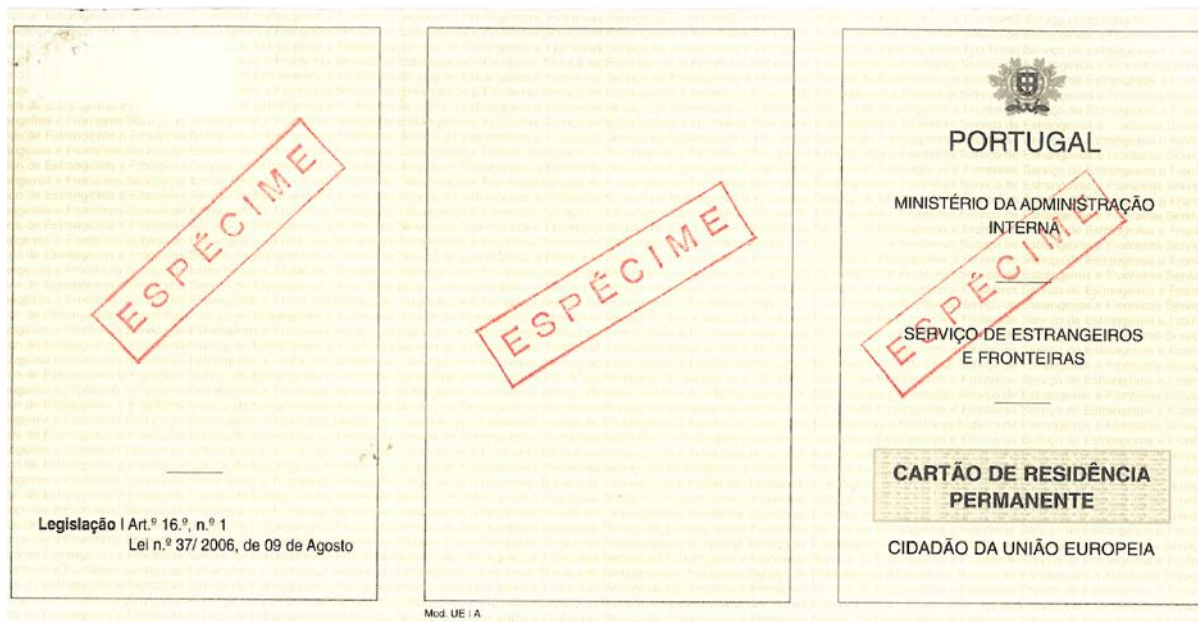 ESPÉCIME
Legislação | Art.º 16.º, n.º 1
Lei n.º 37/ 2006, de 09 de Agosto
ESPÉCIME
Mod. UE | A
PORTUGAL
MINISTÉRIO DA ADMINISTRAÇÃO
INTERNA
SERVIÇO DE ESTRANGEIROS
E FRONTEIRAS
ESPÉCIME
CARTÃO DE RESIDÊNCIA
PERMANENTE
CIDADÃO DA UNIÃO EUROPEIA